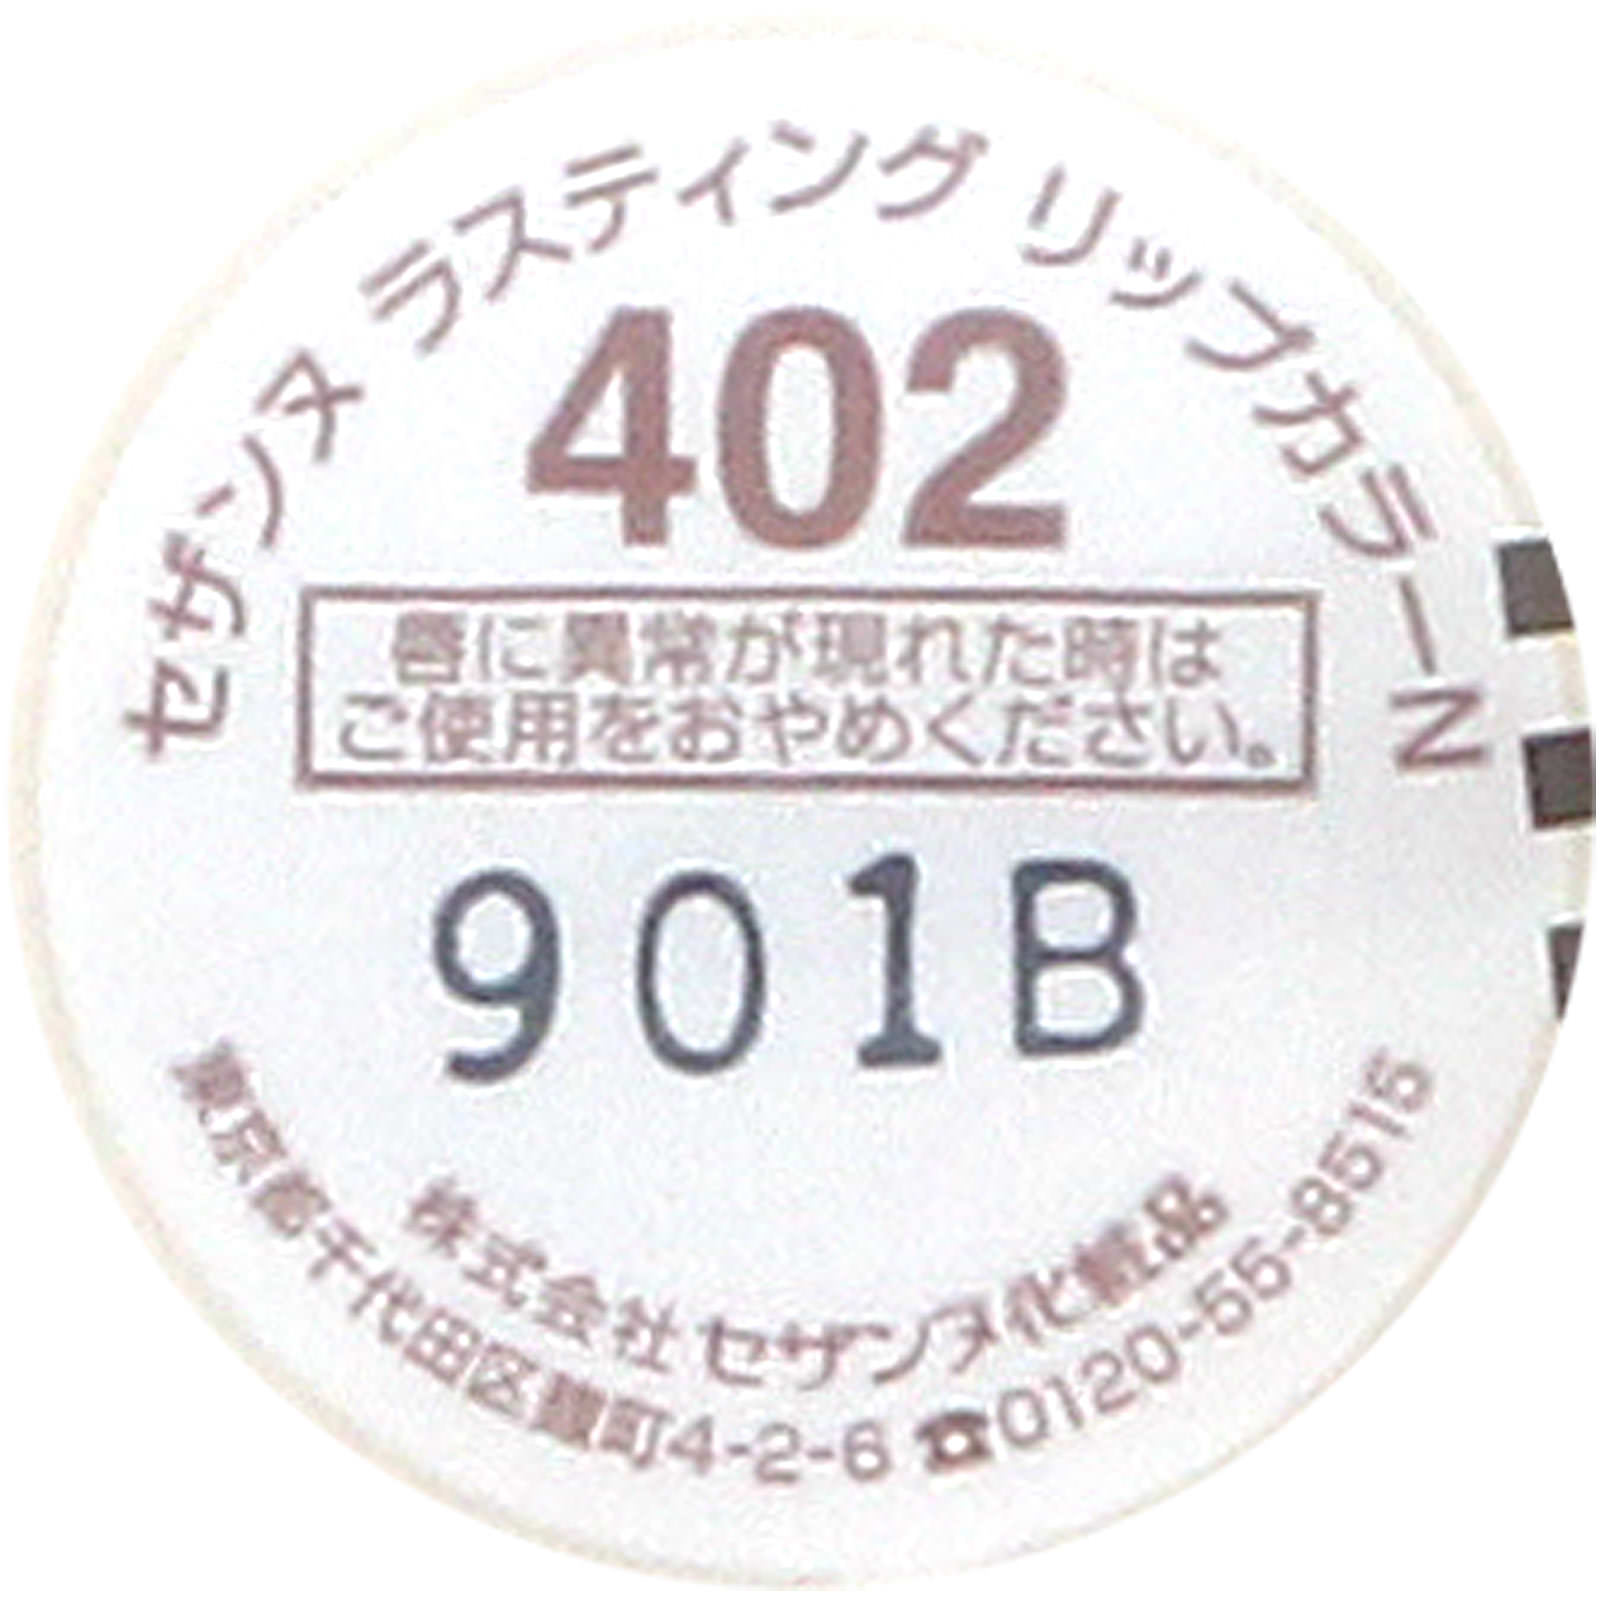 セザンヌ ラスティング リップカラーN
402
唇に異常が現れた時は
ご使用をおやめください。
901B
株式会社 セザンヌ化粧品
東京都千代田区麹町4-2-6 ☎0120-55-8515